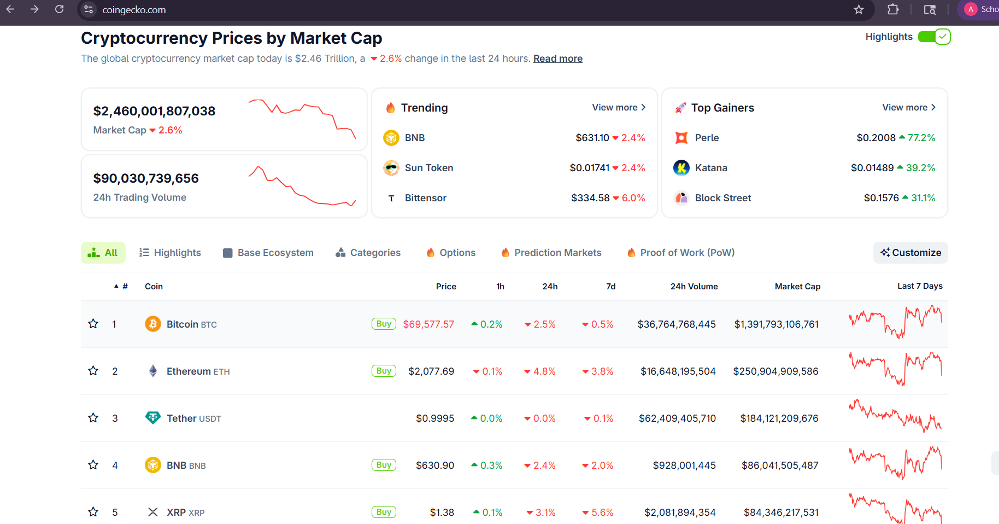 coingecko.com
A Scho
Cryptocurrency Prices by Market Cap
Highlights
The global cryptocurrency market cap today is $2.46 Trillion, a ▼ 2.6% change in the last 24 hours. Read more
$2,460,001,807,038
Market Cap ▼ 2.6%
$90,030,739,656
24h Trading Volume
Trending View more >
BNB $631.10 ▼ 2.4%
Sun Token $0.01741 ▼ 2.4%
Bittensor $334.58 ▼ 6.0%
Top Gainers View more >
Perle $0.2008 ▲ 77.2%
Katana $0.01489 ▲ 39.2%
Block Street $0.1576 ▲ 31.1%
All Highlights Base Ecosystem Categories Options Prediction Markets Proof of Work (PoW) Customize
▲ # Coin Price 1h 24h 7d 24h Volume Market Cap Last 7 Days
1 Bitcoin BTC Buy $69,577.57 ▲ 0.2% ▼ 2.5% ▼ 0.5% $36,764,768,445 $1,391,793,106,761
2 Ethereum ETH Buy $2,077.69 ▼ 0.1% ▼ 4.8% ▼ 3.8% $16,648,195,504 $250,904,909,586
3 Tether USDT $0.9995 ▲ 0.0% ▼ 0.0% ▼ 0.1% $62,409,405,710 $184,121,209,676
4 BNB BNB Buy $630.90 ▲ 0.3% ▼ 2.4% ▼ 2.0% $928,001,445 $86,041,505,487
5 XRP XRP Buy $1.38 ▲ 0.1% ▼ 3.1% ▼ 5.6% $2,081,894,354 $84,346,217,531